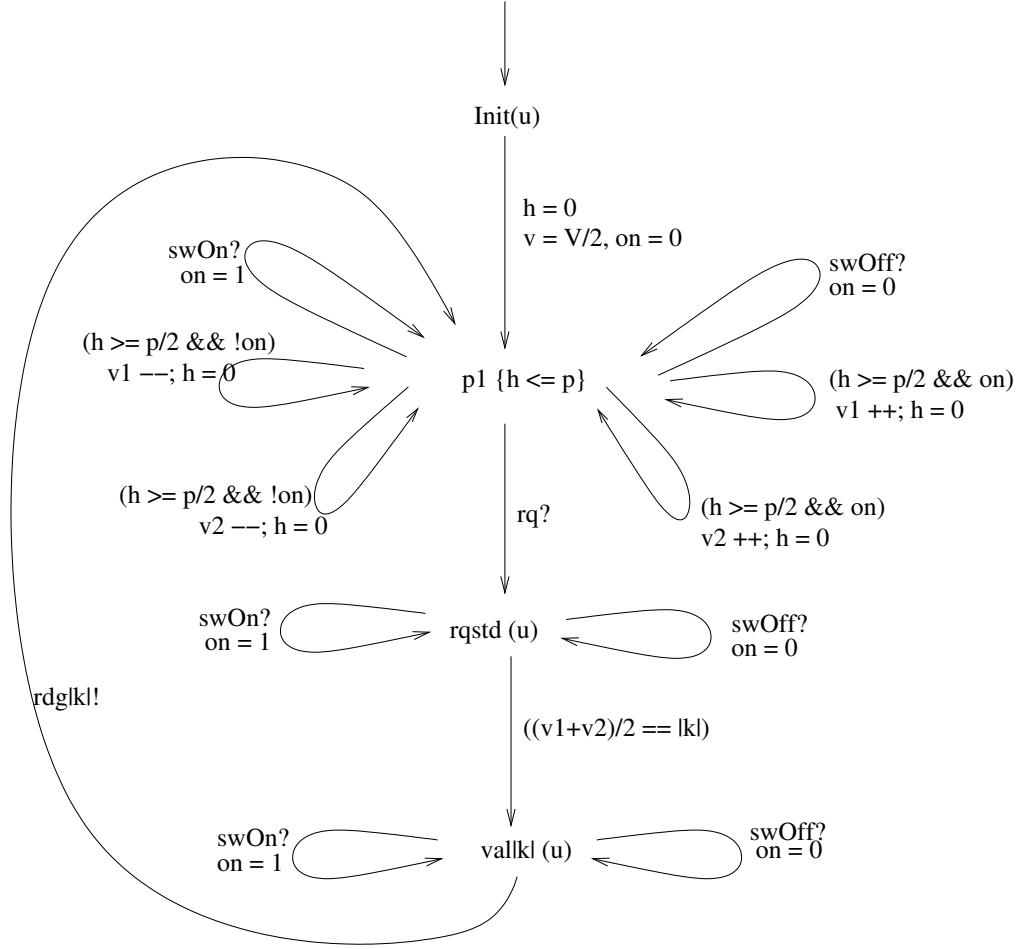 Init(u)
h = 0
v = V/2, on = 0
swOn?
on = 1
swOff?
on = 0
(h >= p/2 && !on)
v1 −−; h = 0
p1 {h <= p}
(h >= p/2 && on)
v1 ++; h = 0
(h >= p/2 && !on)
v2 −−; h = 0
(h >= p/2 && on)
v2 ++; h = 0
rq?
swOn?
on = 1
rqstd (u)
swOff?
on = 0
rdg|k|!
((v1+v2)/2 == |k|)
swOn?
on = 1
val|k| (u)
swOff?
on = 0